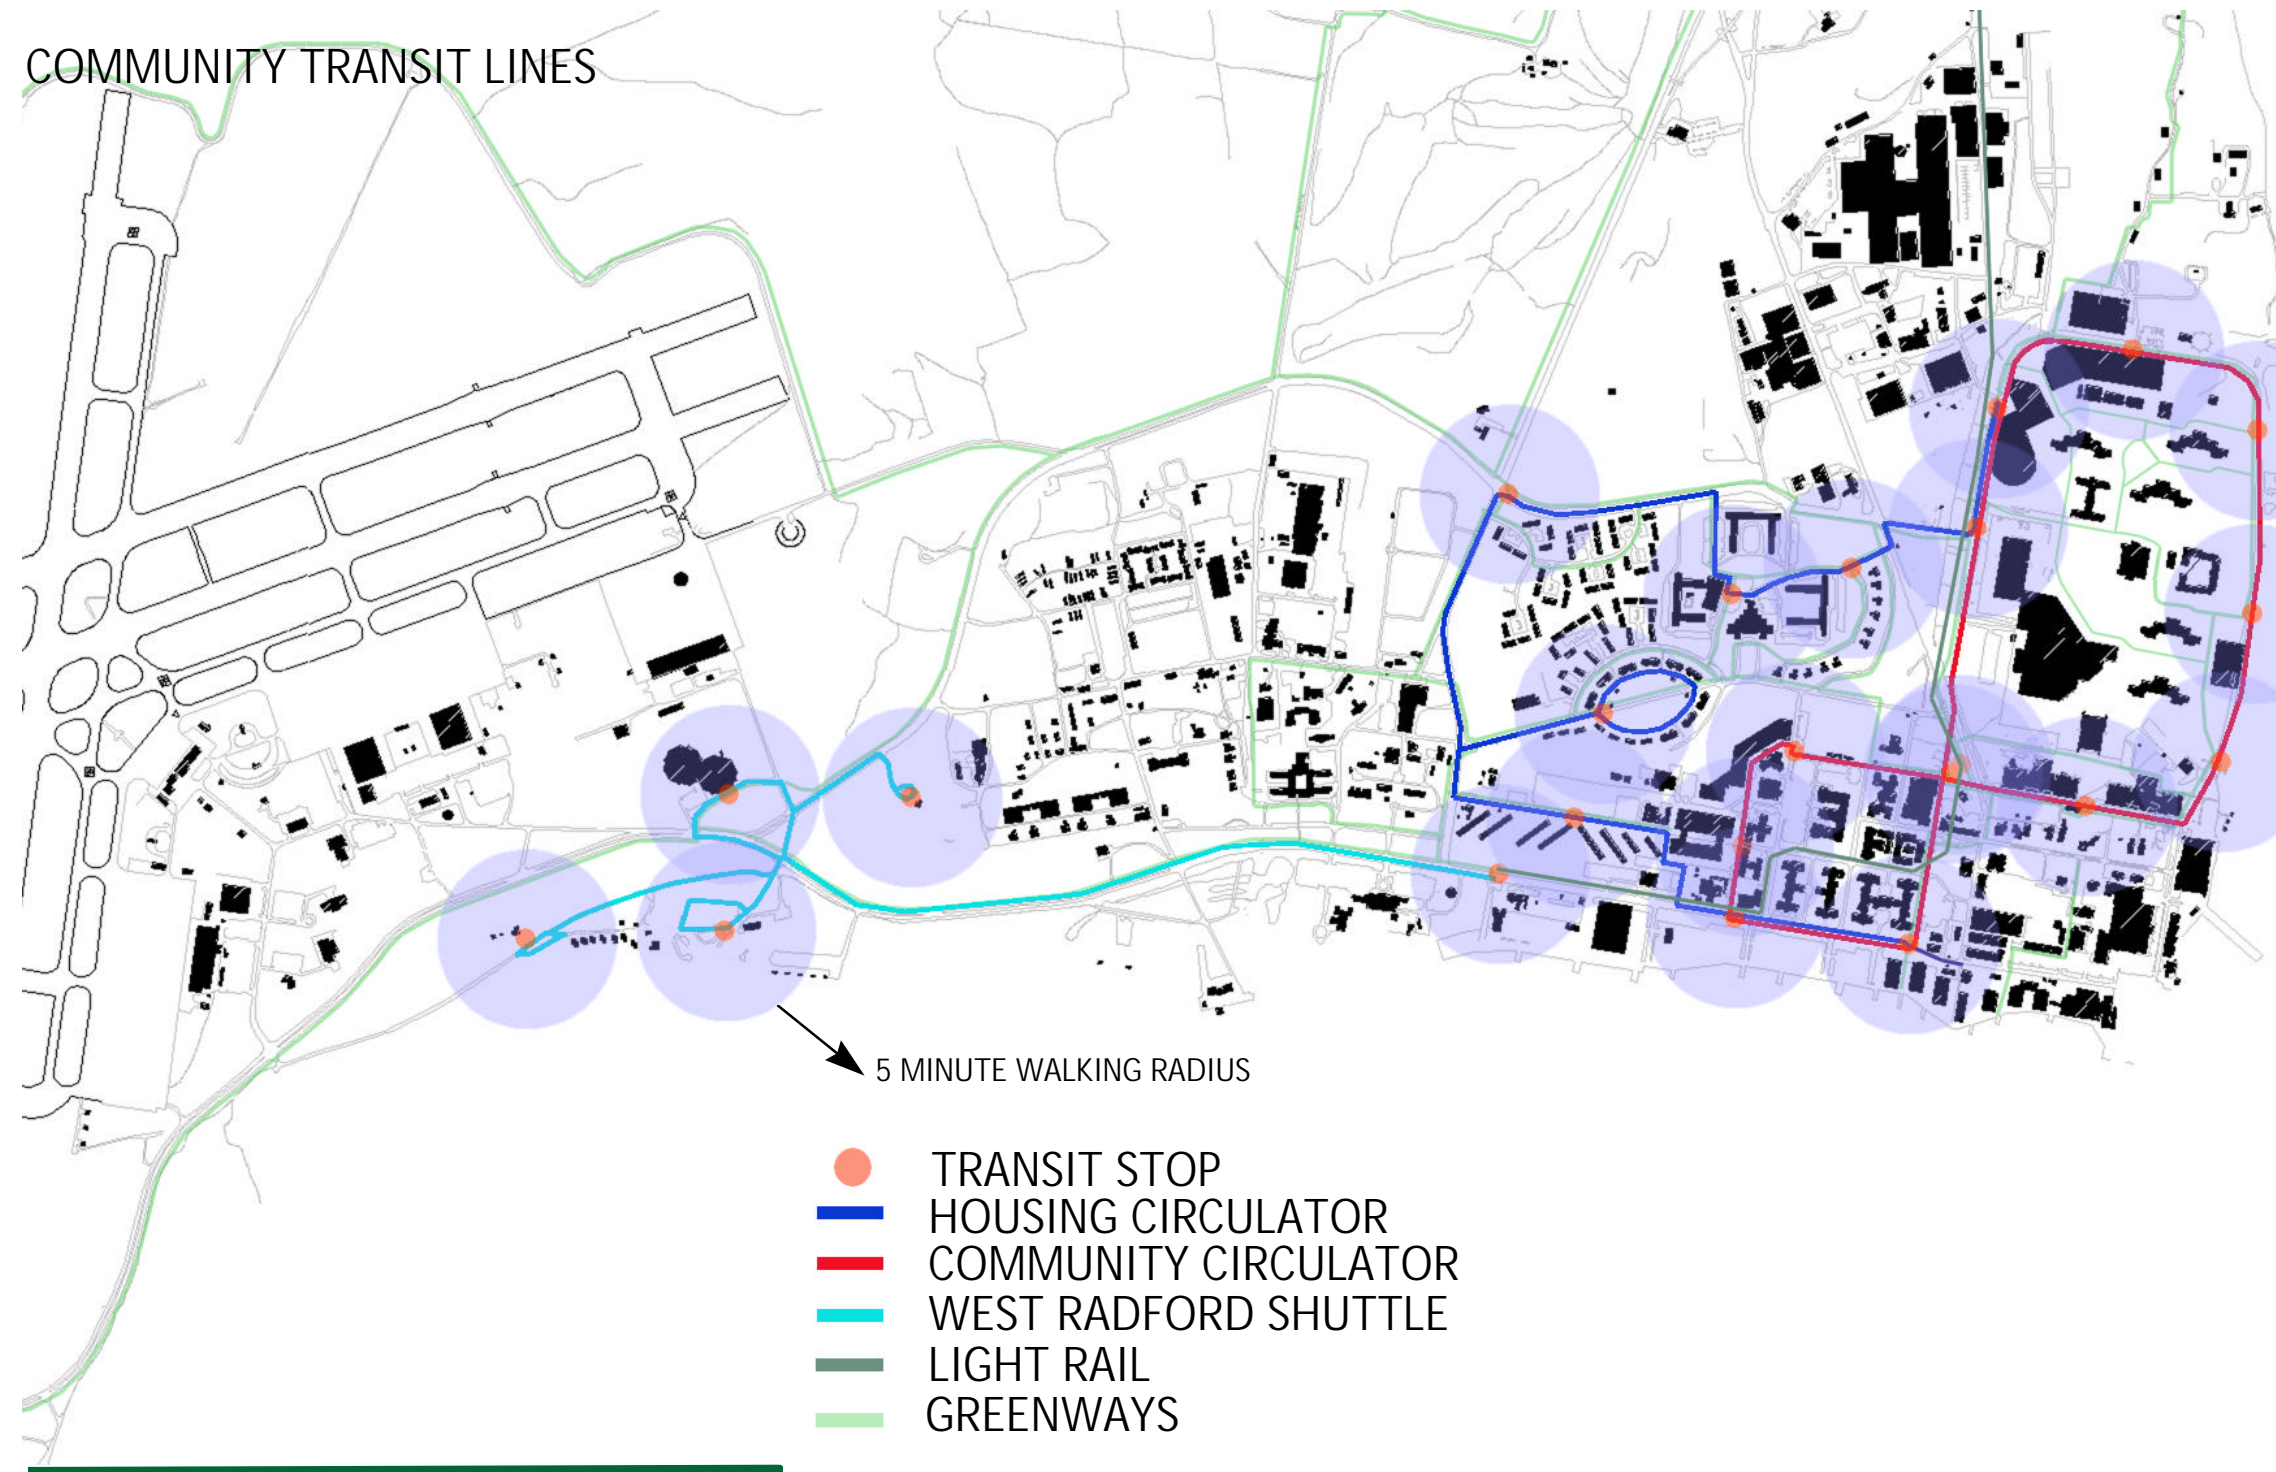 COMMUNITY TRANSIT LINES
5 MINUTE WALKING RADIUS
TRANSIT STOP
HOUSING CIRCULATOR
COMMUNITY CIRCULATOR
WEST RADFORD SHUTTLE
LIGHT RAIL
GREENWAYS